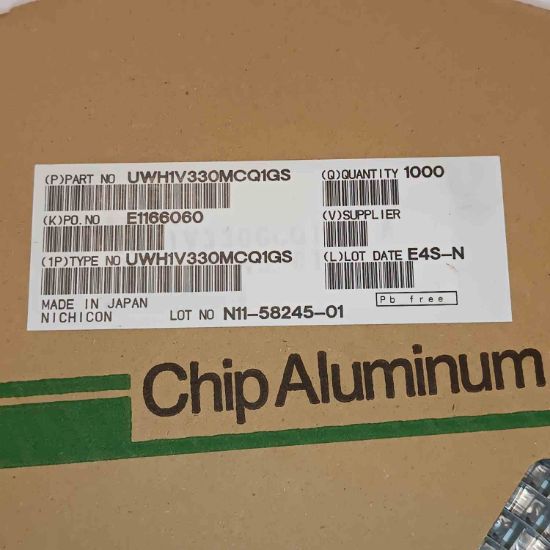 (P)PART NO UWH1V330MCQ1GS (Q)QUANTITY 1000
(K)PO.NO E1166060 (V)SUPPLIER
(1P)TYPE NO UWH1V330MCQ1GS (L)LOT DATE E4S-N
MADE IN JAPAN Pb free
NICHICON LOT NO N11-58245-01
Chip Aluminum